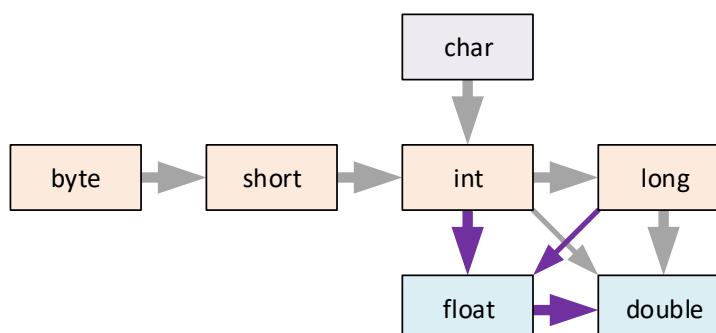 char
byte
short
int
long
float
double